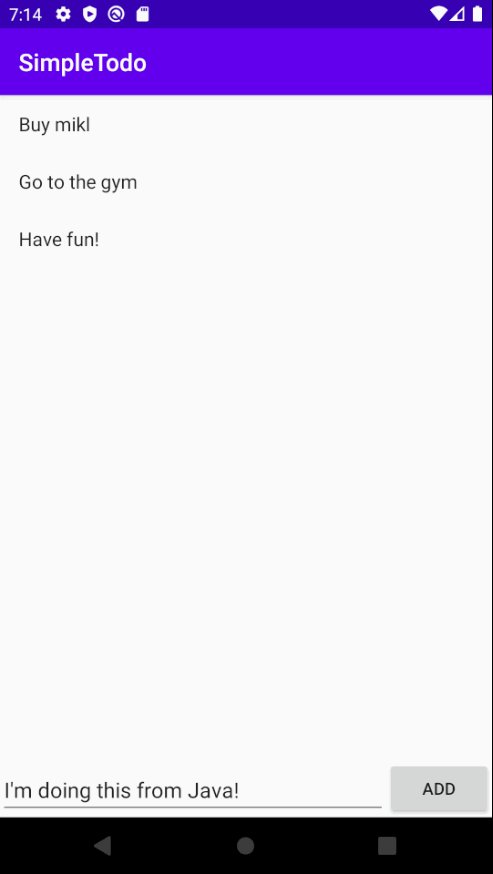 7:14
SimpleTodo
Buy mikl
Go to the gym
Have fun!
I'm doing this from Java!
ADD